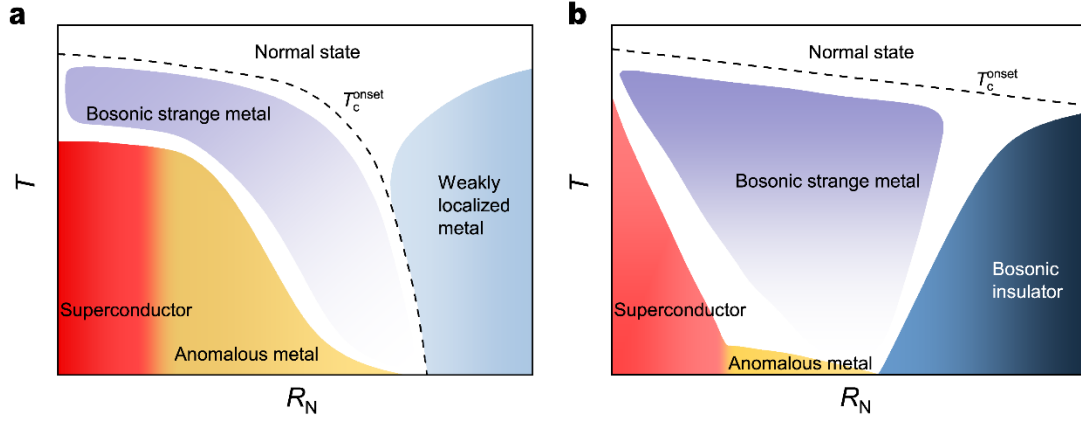 a
Normal state
T_c^onset
Bosonic strange metal
Weakly
localized
metal
Superconductor
Anomalous metal
T
R_N
b
Normal state
T_c^onset
Bosonic strange metal
Bosonic
insulator
Superconductor
Anomalous metal
T
R_N